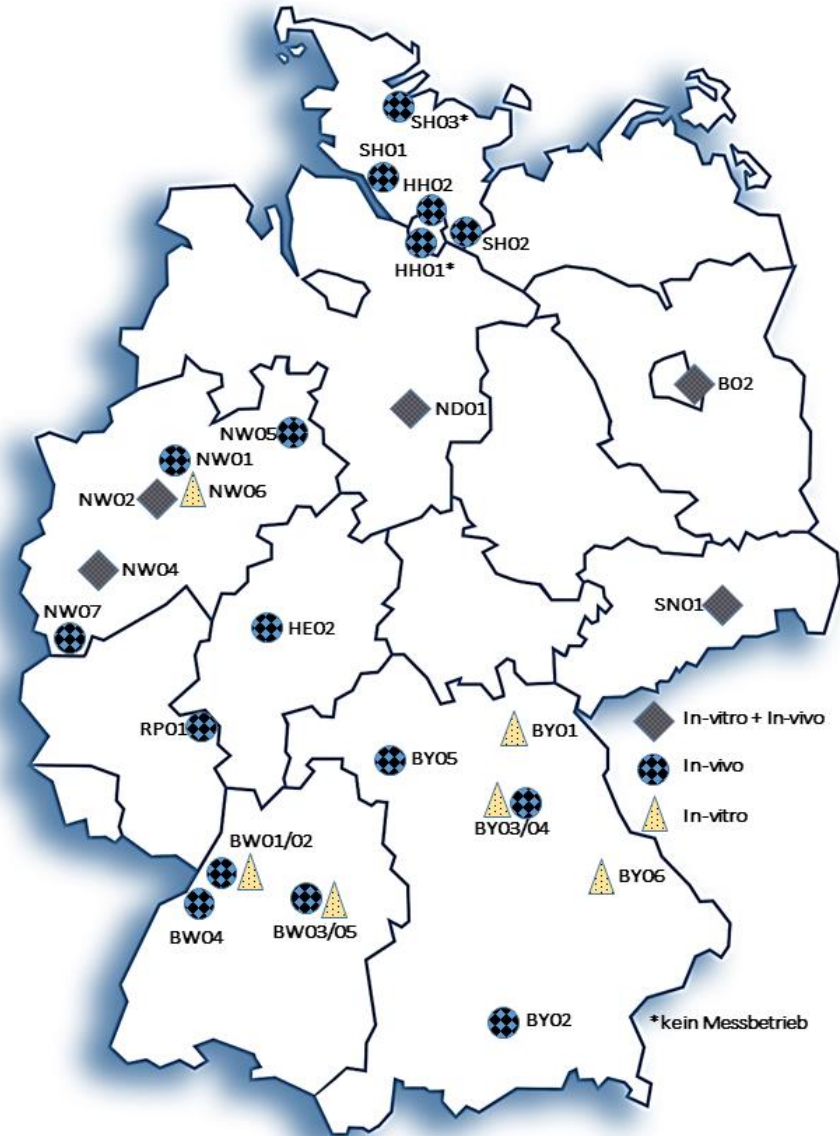 SH03*
SH01
HH02
SH02
HH01*
B02
ND01
NW05
NW01
NW06
NW02
NW04
SN01
NW07
HE02
In-vitro + In-vivo
RP01
BY01
BY05
In-vivo
In-vitro
BY03/04
BW01/02
BY06
BW04
BW03/05
BY02
*kein Messbetrieb